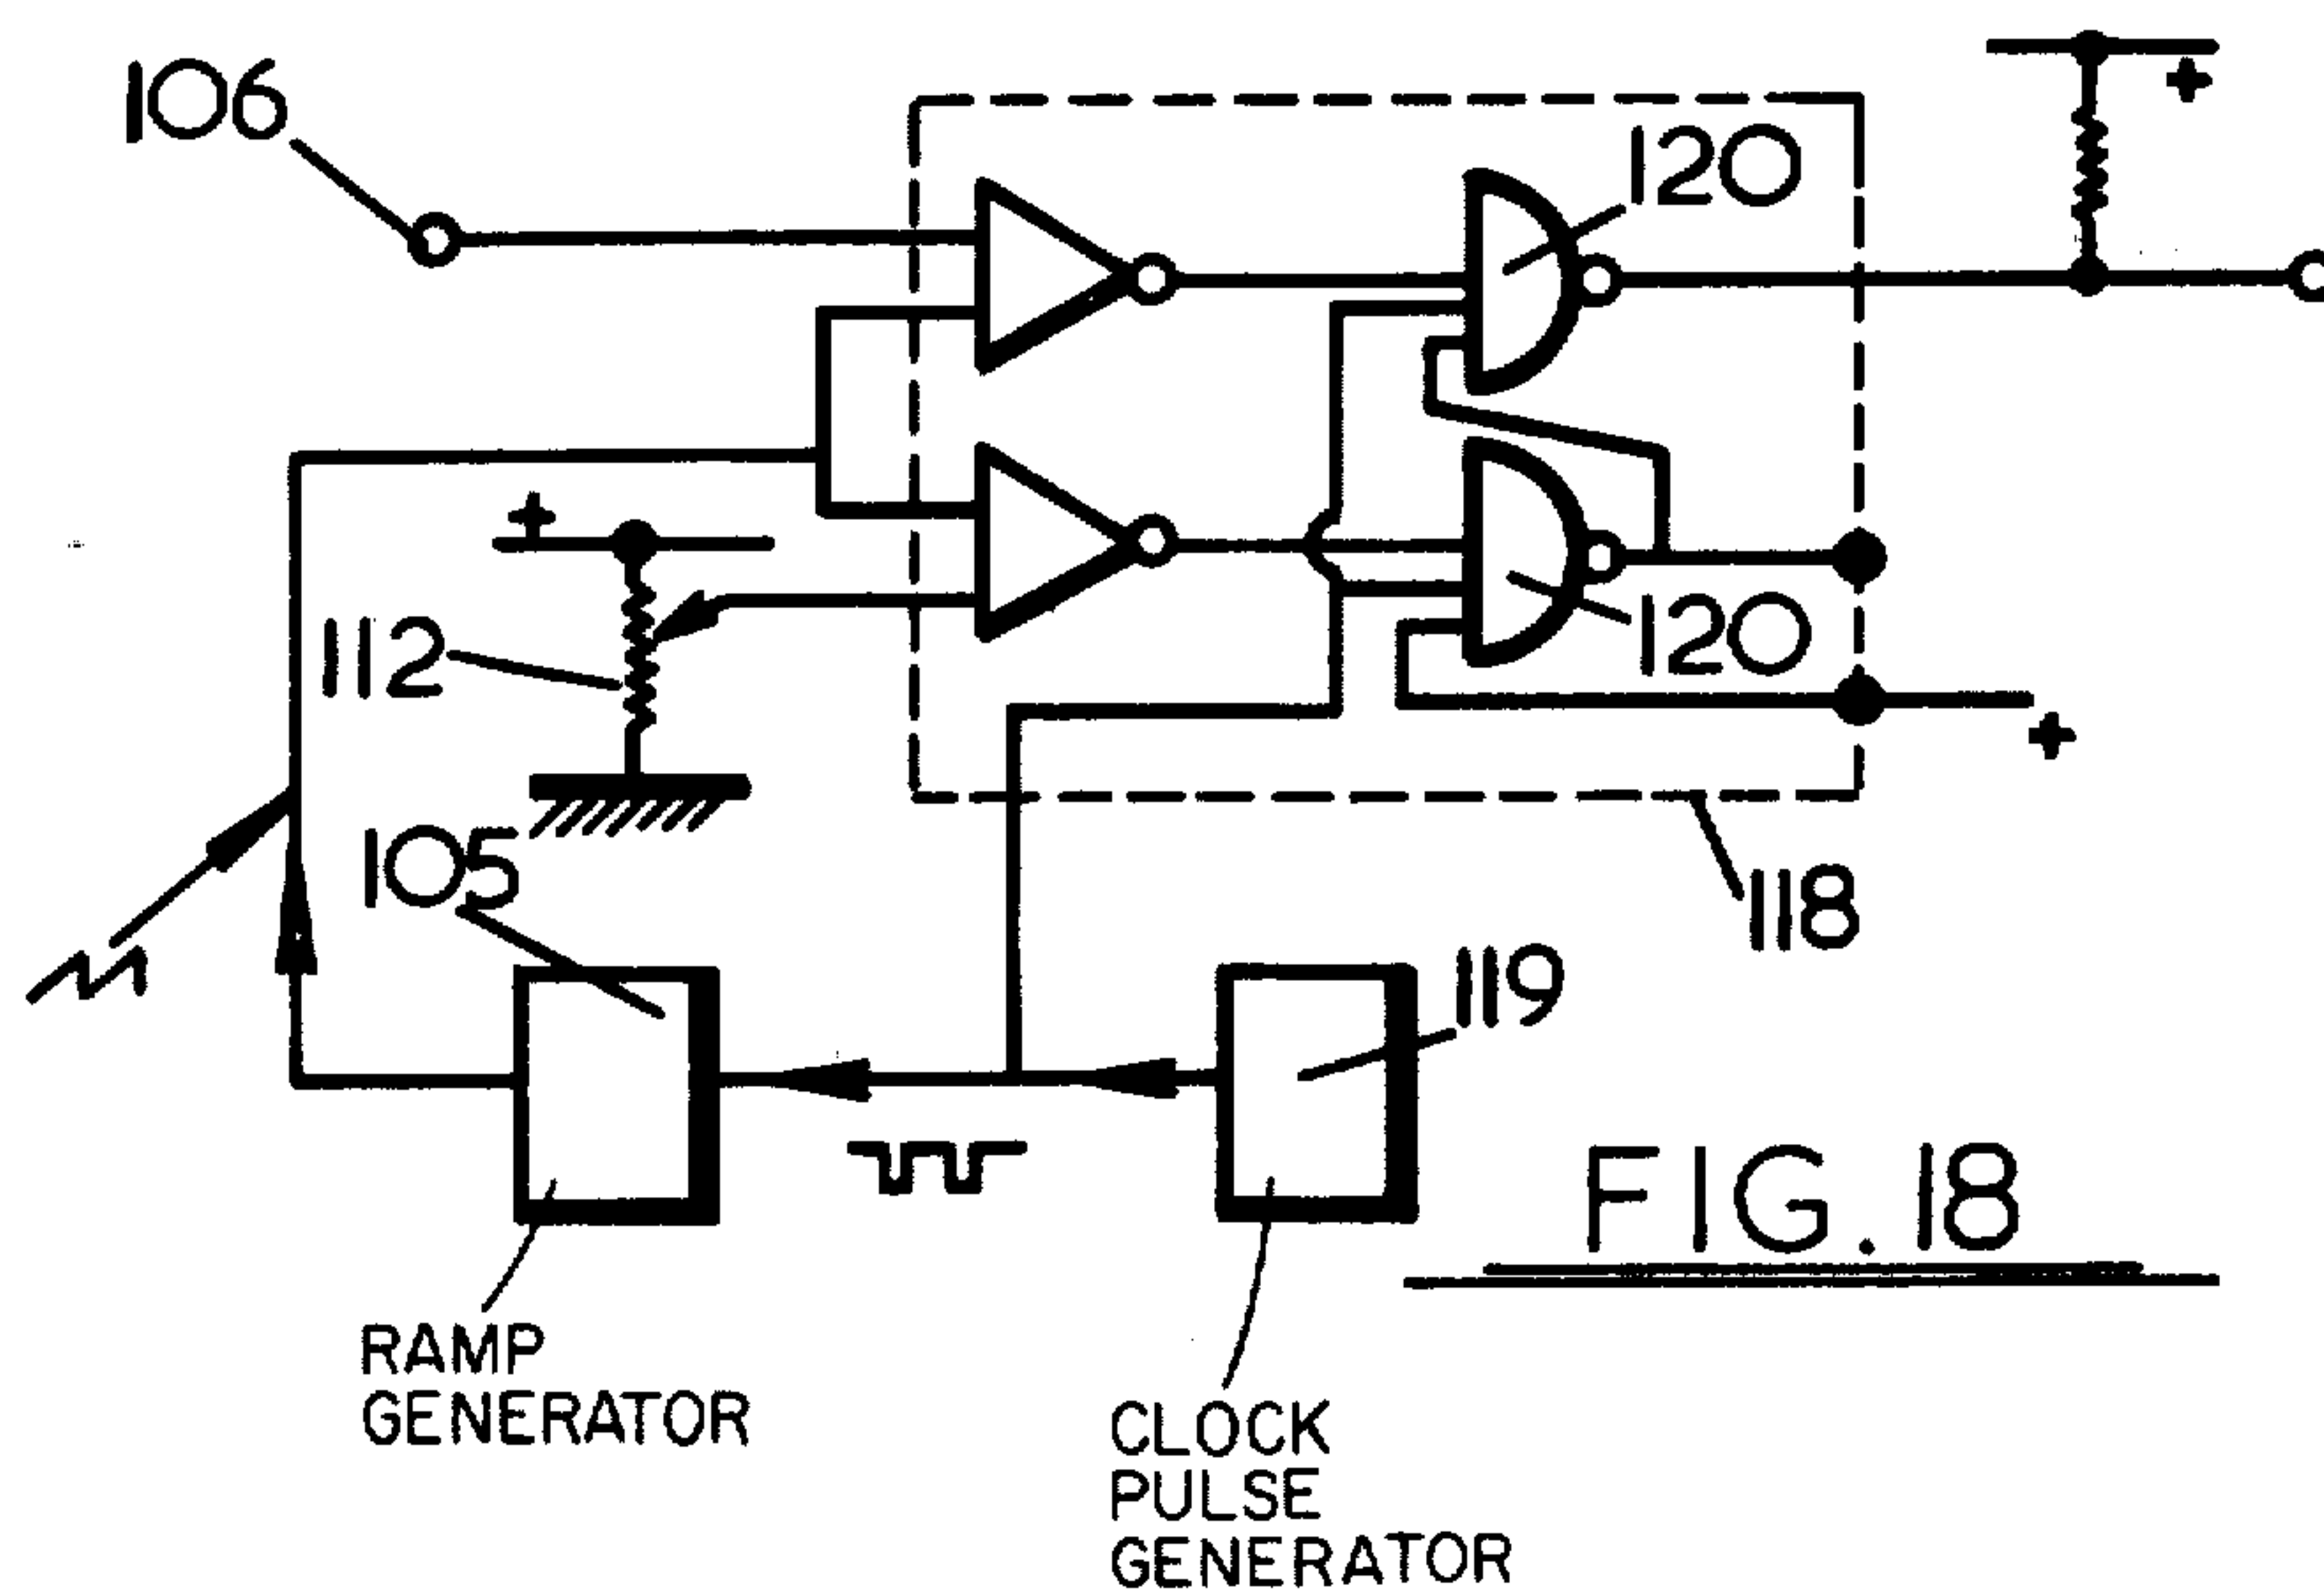 106
+
120
+
112
120
+
105
118
119
FIG. 18
RAMP
GENERATOR
CLOCK
PULSE
GENERATOR